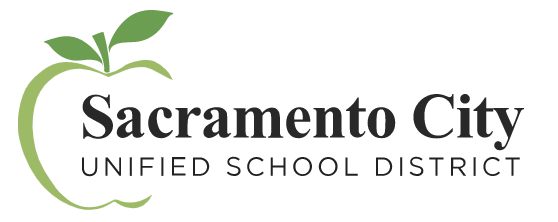 Sacramento City
UNIFIED SCHOOL DISTRICT